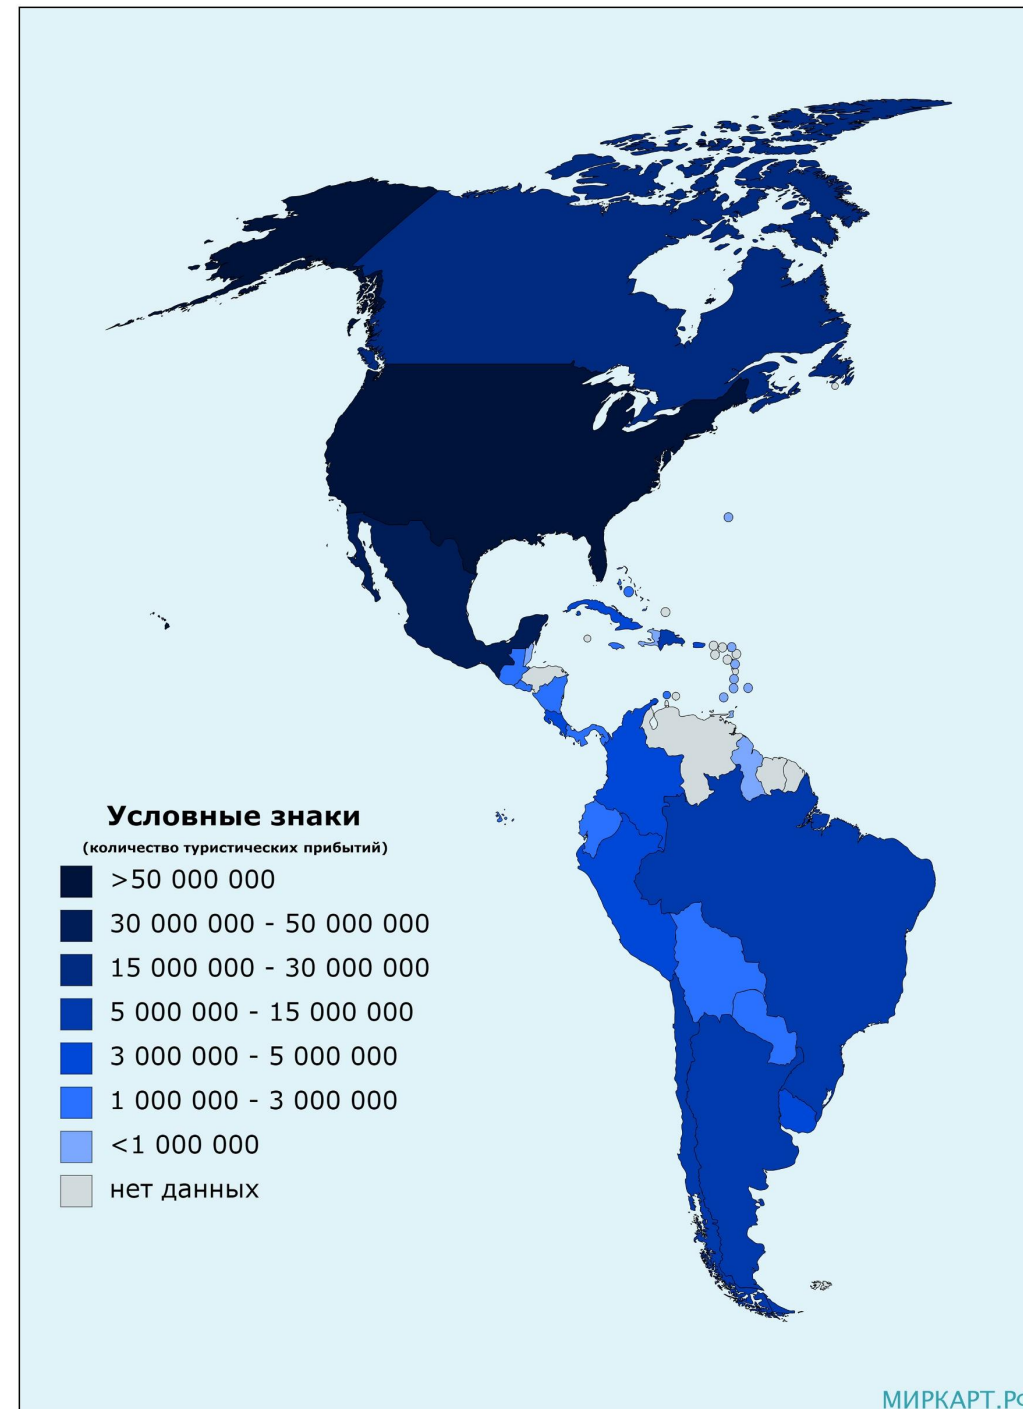 Условные знаки
(количество туристических прибытий)
>50 000 000
30 000 000 - 50 000 000
15 000 000 - 30 000 000
5 000 000 - 15 000 000
3 000 000 - 5 000 000
1 000 000 - 3 000 000
<1 000 000
нет данных
МИРКАРТ.РФ